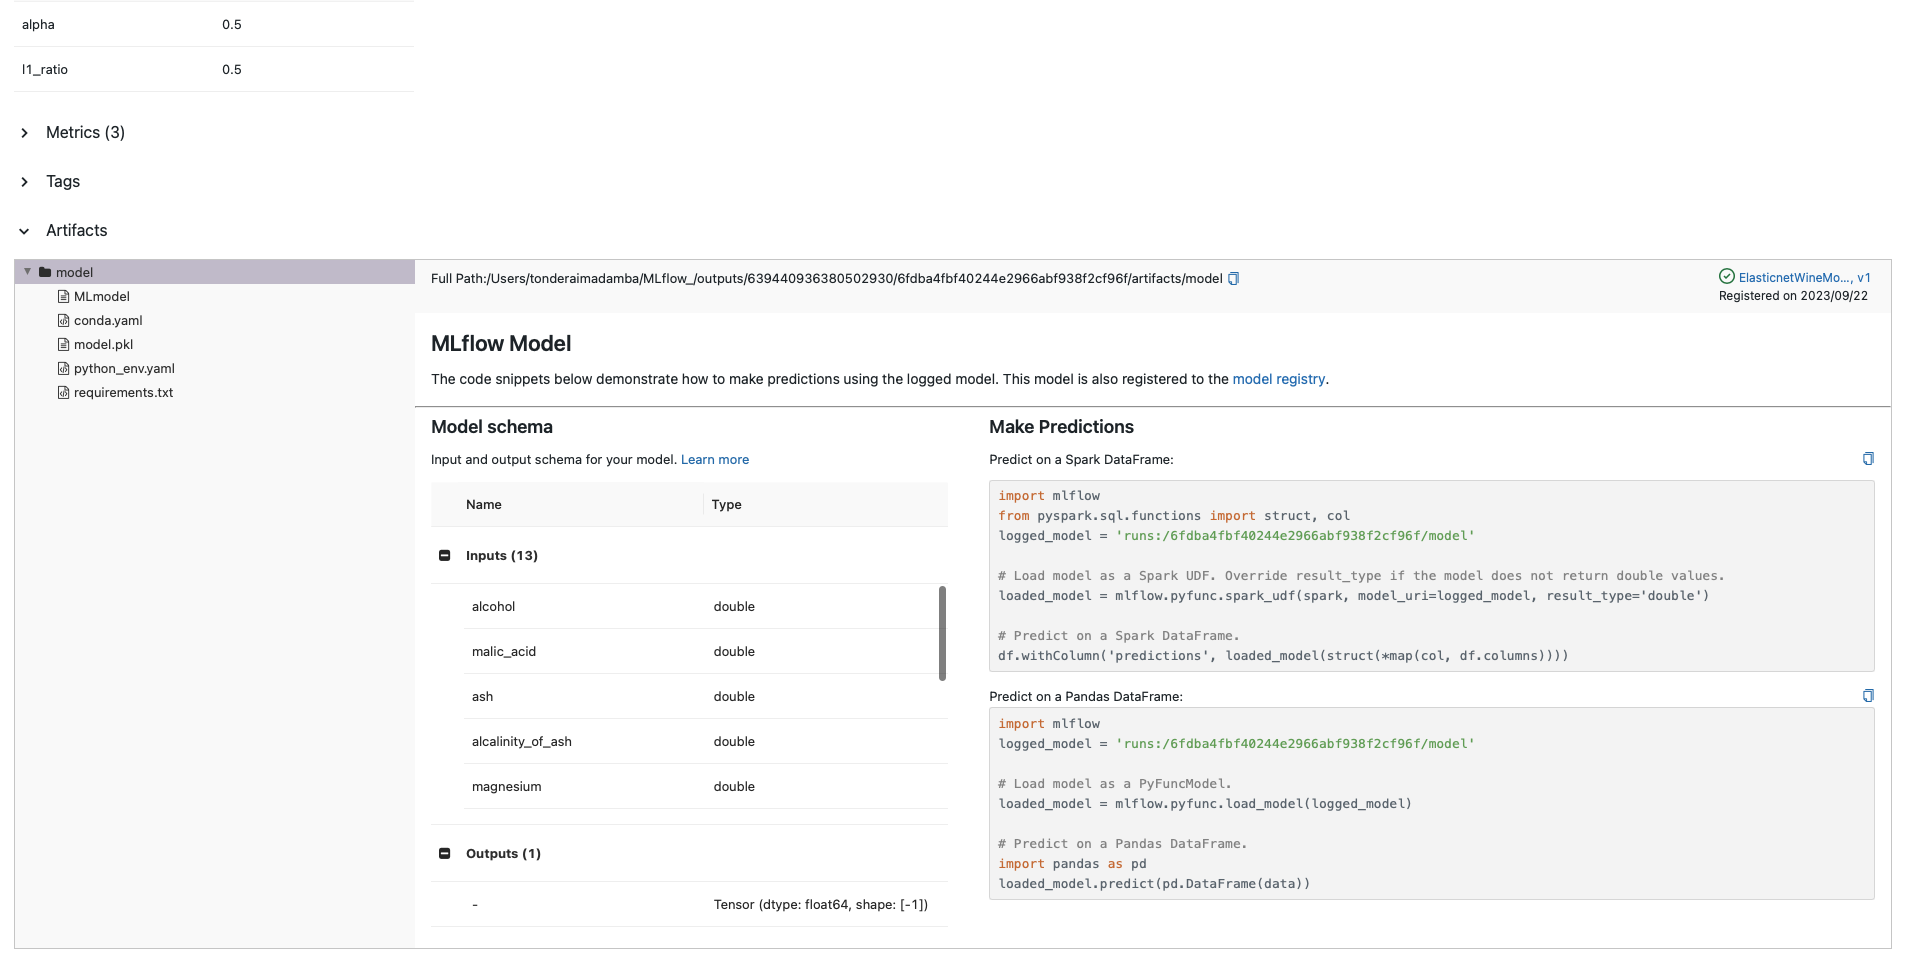 alpha 0.5
l1_ratio 0.5
Metrics (3)
Tags
Artifacts
model
MLmodel
conda.yaml
model.pkl
python_env.yaml
requirements.txt
Full Path:/Users/tonderaimadamba/MLflow_/outputs/639440936380502930/6fdba4fbf40244e2966abf938f2cf96f/artifacts/model
ElasticnetWineMo..., v1
Registered on 2023/09/22
MLflow Model
The code snippets below demonstrate how to make predictions using the logged model. This model is also registered to the model registry.
Model schema
Input and output schema for your model. Learn more
Name Type
Inputs (13)
alcohol double
malic_acid double
ash double
alcalinity_of_ash double
magnesium double
Outputs (1)
- Tensor (dtype: float64, shape: [-1])
Make Predictions
Predict on a Spark DataFrame:
import mlflow
from pyspark.sql.functions import struct, col
logged_model = 'runs:/6fdba4fbf40244e2966abf938f2cf96f/model'
# Load model as a Spark UDF. Override result_type if the model does not return double values.
loaded_model = mlflow.pyfunc.spark_udf(spark, model_uri=logged_model, result_type='double')
# Predict on a Spark DataFrame.
df.withColumn('predictions', loaded_model(struct(*map(col, df.columns))))
Predict on a Pandas DataFrame:
import mlflow
logged_model = 'runs:/6fdba4fbf40244e2966abf938f2cf96f/model'
# Load model as a PyFuncModel.
loaded_model = mlflow.pyfunc.load_model(logged_model)
# Predict on a Pandas DataFrame.
import pandas as pd
loaded_model.predict(pd.DataFrame(data))